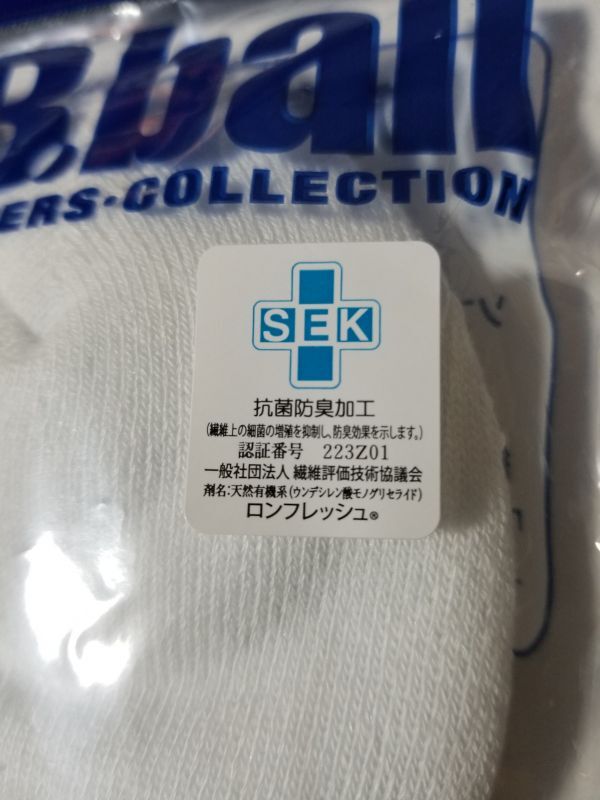 B.ball
ERS·COLLECTION
SEK
抗菌防臭加工
(繊維上の細菌の増殖を抑制し、防臭効果を示します。)
認証番号 223Z01
一般社団法人 繊維評価技術協議会
剤名:天然有機系(ウンデシレン酸モノグリセライド)
ロンフレッシュ®